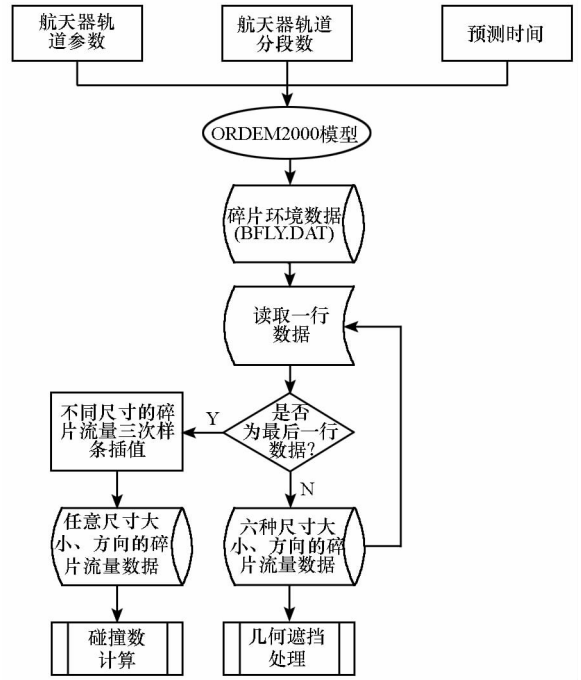 航天器轨
道参数
航天器轨道
分段数
预测时间
ORDEM2000模型
碎片环境数据
(BFLY.DAT)
读取一行
数据
是否
为最后一行
数据?
Y
N
不同尺寸的碎
片流量三次样
条插值
任意尺寸大
小、方向的碎
片流量数据
六种尺寸大
小、方向的碎
片流量数据
碰撞数
计算
几何遮挡
处理